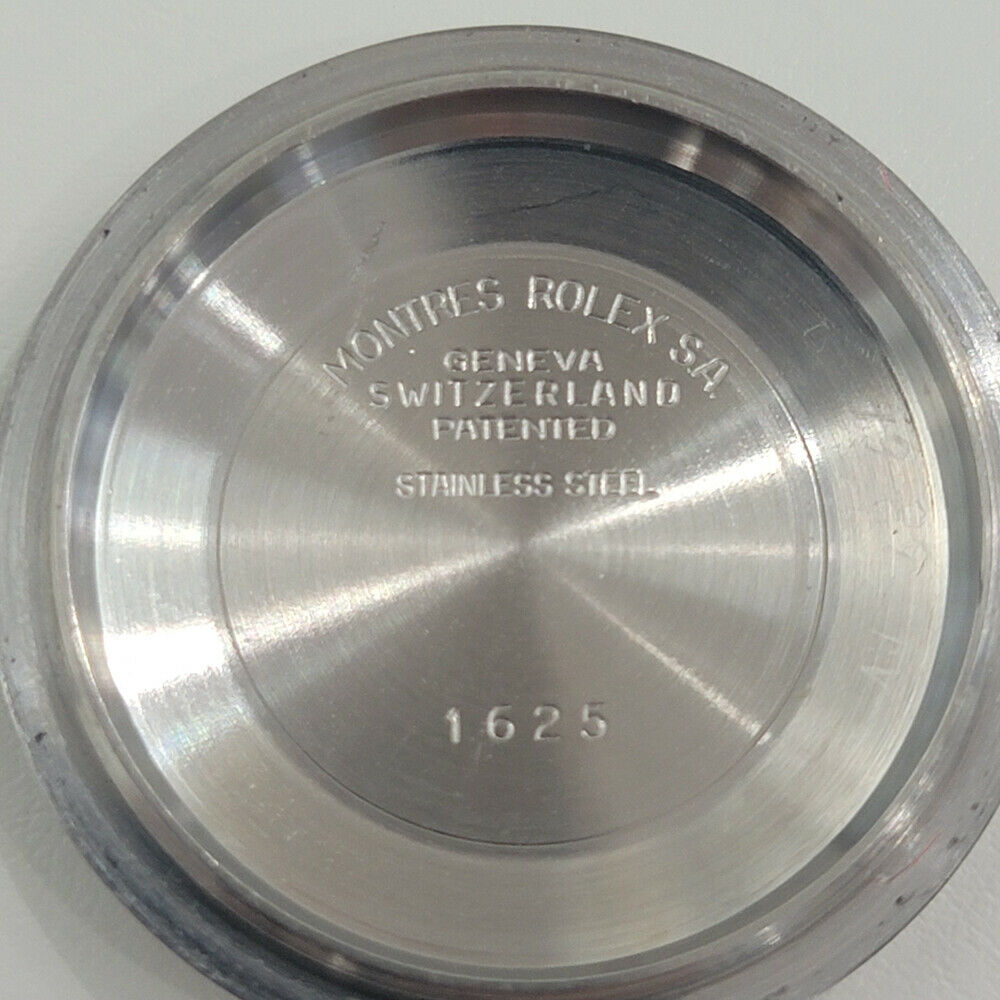 MONTRES ROLEX S.A
GENEVA
SWITZERLAND
PATENTED
STAINLESS STEEL
1625